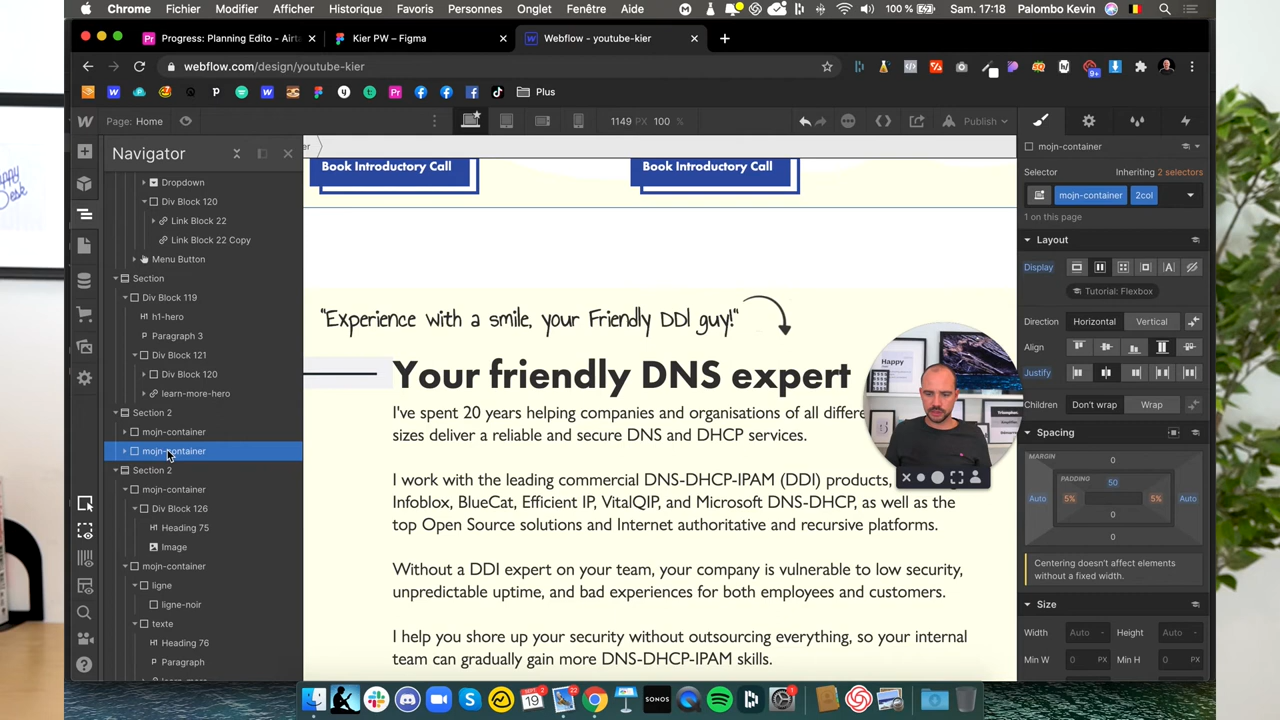 Chrome Fichier Modifier Afficher Historique Favoris Personnes Onglet Fenêtre Aide 100 % Sam. 17:18 Palombo Kevin
Progress: Planning Edito - Airta
Kier PW – Figma
Webflow - youtube-kier
webflow.com/design/youtube-kier
Plus
Page: Home
1149 PX 100 %
Publish
Navigator
Dropdown
Div Block 120
Link Block 22
Link Block 22 Copy
Menu Button
Section
Div Block 119
H1 h1-hero
P Paragraph 3
Div Block 121
Div Block 120
learn-more-hero
Section 2
mojn-container
mojn-container
Section 2
mojn-container
Div Block 126
H1 Heading 75
Image
mojn-container
ligne
ligne-noir
texte
H1 Heading 76
P Paragraph
Book Introductory Call
Book Introductory Call
"Experience with a smile, your Friendly DDI guy!"
Your friendly DNS expert
I've spent 20 years helping companies and organisations of all differe
sizes deliver a reliable and secure DNS and DHCP services.
I work with the leading commercial DNS-DHCP-IPAM (DDI) products,
Infoblox, BlueCat, Efficient IP, VitalQIP, and Microsoft DNS-DHCP, as well as the
top Open Source solutions and Internet authoritative and recursive platforms.
Without a DDI expert on your team, your company is vulnerable to low security,
unpredictable uptime, and bad experiences for both employees and customers.
I help you shore up your security without outsourcing everything, so your internal
team can gradually gain more DNS-DHCP-IPAM skills.
mojn-container
Selector Inheriting 2 selectors
mojn-container 2col
1 on this page
Layout
Display
Tutorial: Flexbox
Direction Horizontal Vertical
Align
Justify
Children Don't wrap Wrap
Spacing
MARGIN
0
PADDING
50
Auto 5% 5% Auto
0
0
Centering doesn't affect elements
without a fixed width.
Size
Width Auto Height Auto
Min W 0 PX Min H 0 PX
Happy
SONOS